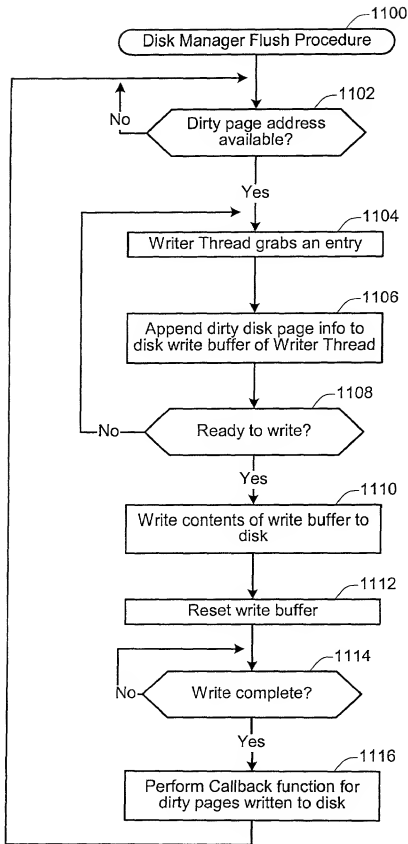 1100
Disk Manager Flush Procedure
1102
No
Dirty page address
available?
Yes
1104
Writer Thread grabs an entry
1106
Append dirty disk page info to
disk write buffer of Writer Thread
1108
No
Ready to write?
Yes
1110
Write contents of write buffer to
disk
1112
Reset write buffer
1114
No
Write complete?
Yes
1116
Perform Callback function for
dirty pages written to disk